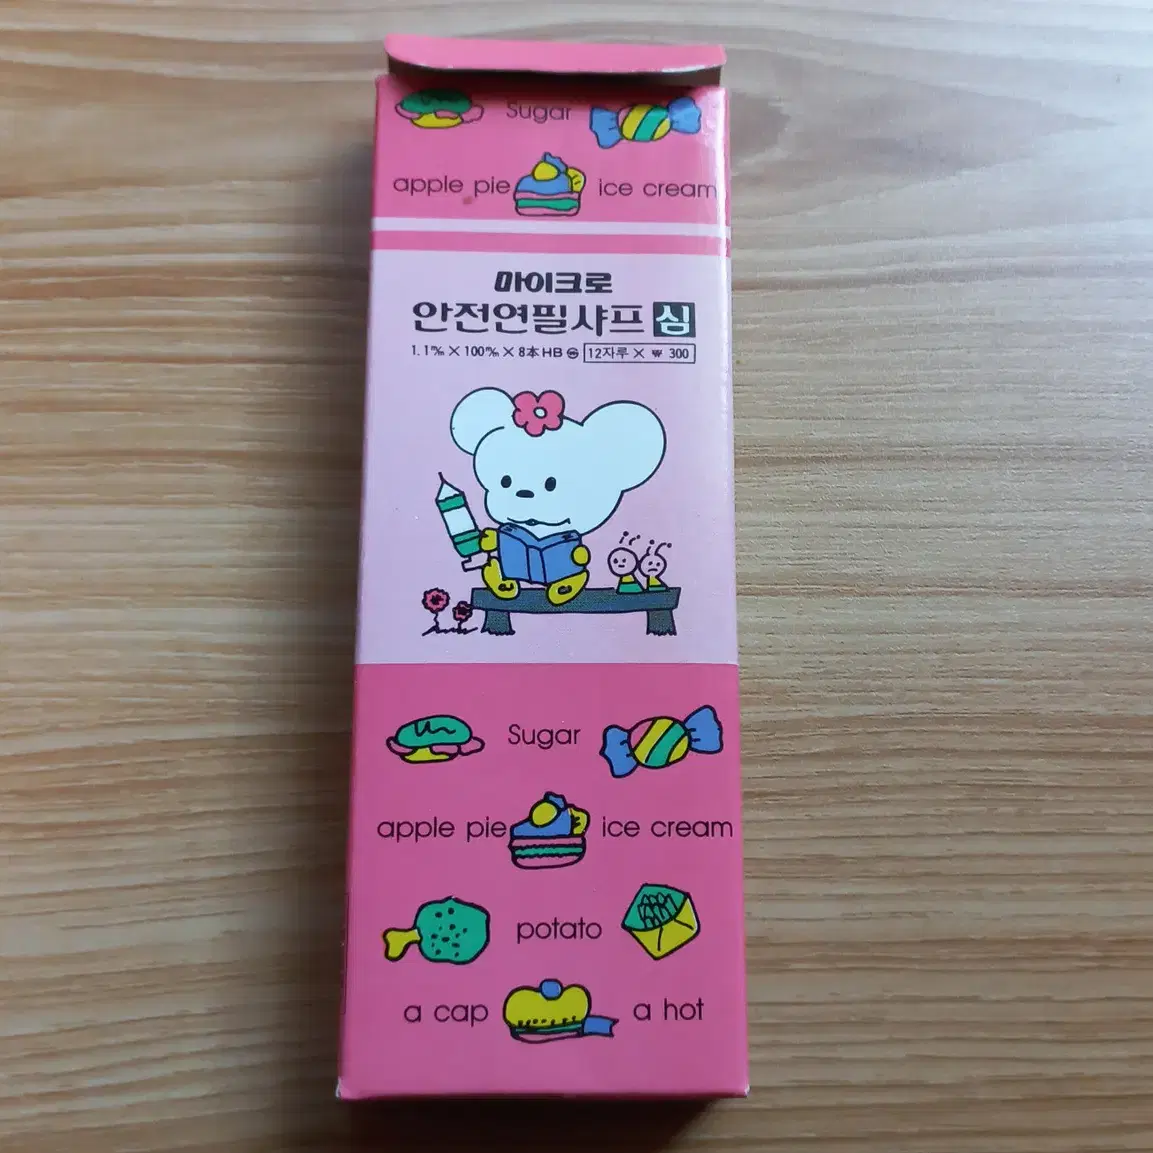 Sugar
apple pie ice cream
마이크로
안전연필샤프심
1.1㎜ × 100㎜ × 8本 HB 12자루 × ₩ 300
Sugar
apple pie ice cream
potato
a cap a hot